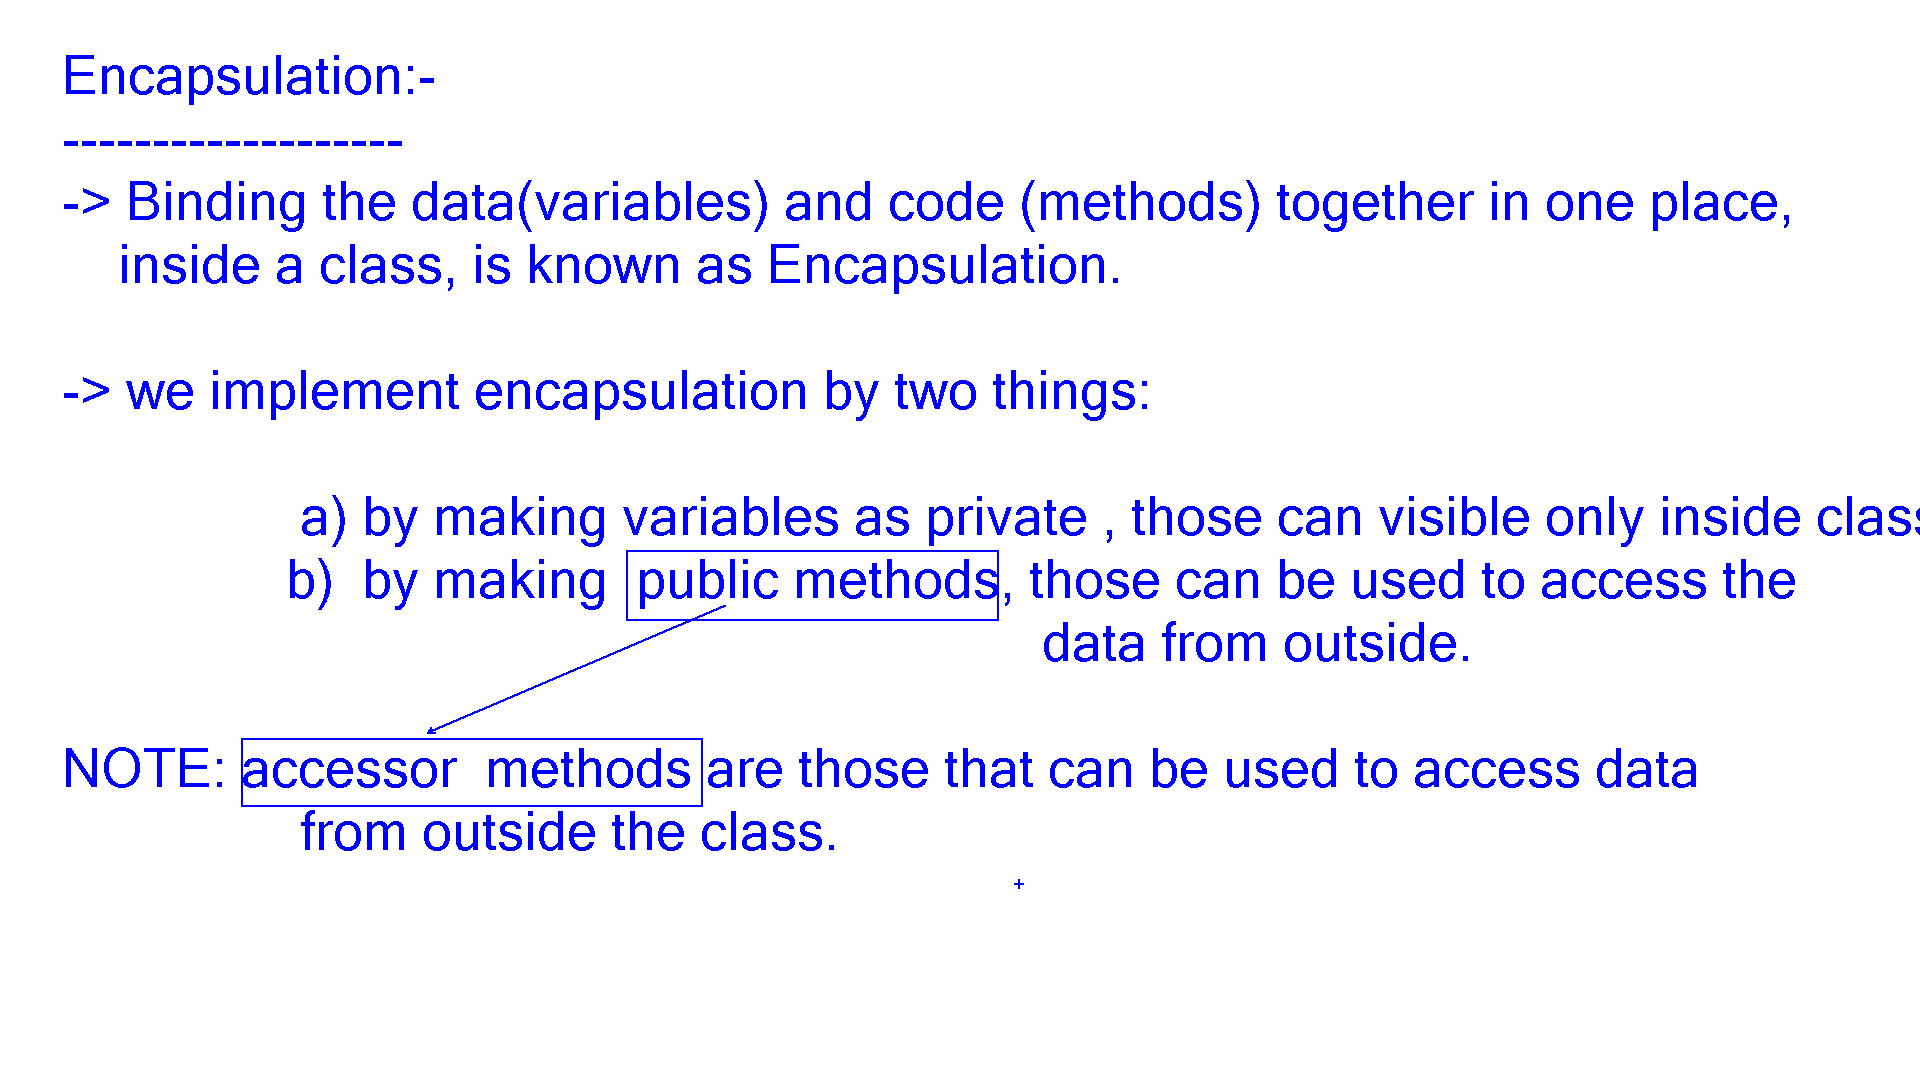 Encapsulation:-
-------------------
-> Binding the data(variables) and code (methods) together in one place,
inside a class, is known as Encapsulation.
-> we implement encapsulation by two things:
a) by making variables as private , those can visible only inside class
b) by making public methods, those can be used to access the
data from outside.
NOTE: accessor methods are those that can be used to access data
from outside the class.